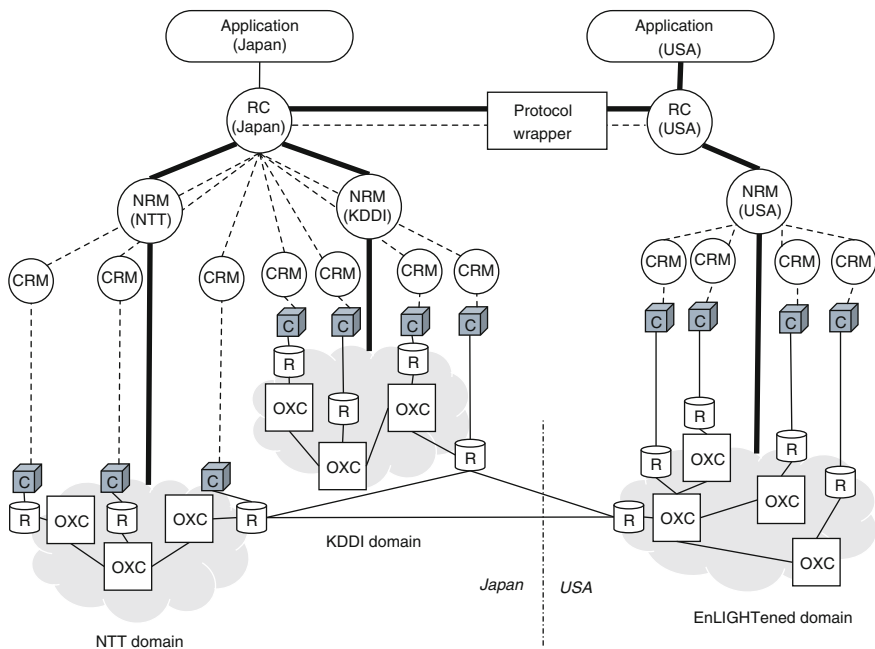 Application
(Japan)
Application
(USA)
RC
(Japan)
Protocol
wrapper
RC
(USA)
NRM
(NTT)
NRM
(KDDI)
NRM
(USA)
CRM
CRM
CRM
CRM
CRM
CRM
CRM
CRM
CRM
CRM
CRM
C
C
C
C
C
C
C
C
R
R
R
OXC
OXC
R
R
OXC
R
R
OXC
R
R
R
C
C
C
R
OXC
R
OXC
R
OXC
R
OXC
OXC
OXC
KDDI domain
Japan
USA
EnLIGHTened domain
NTT domain